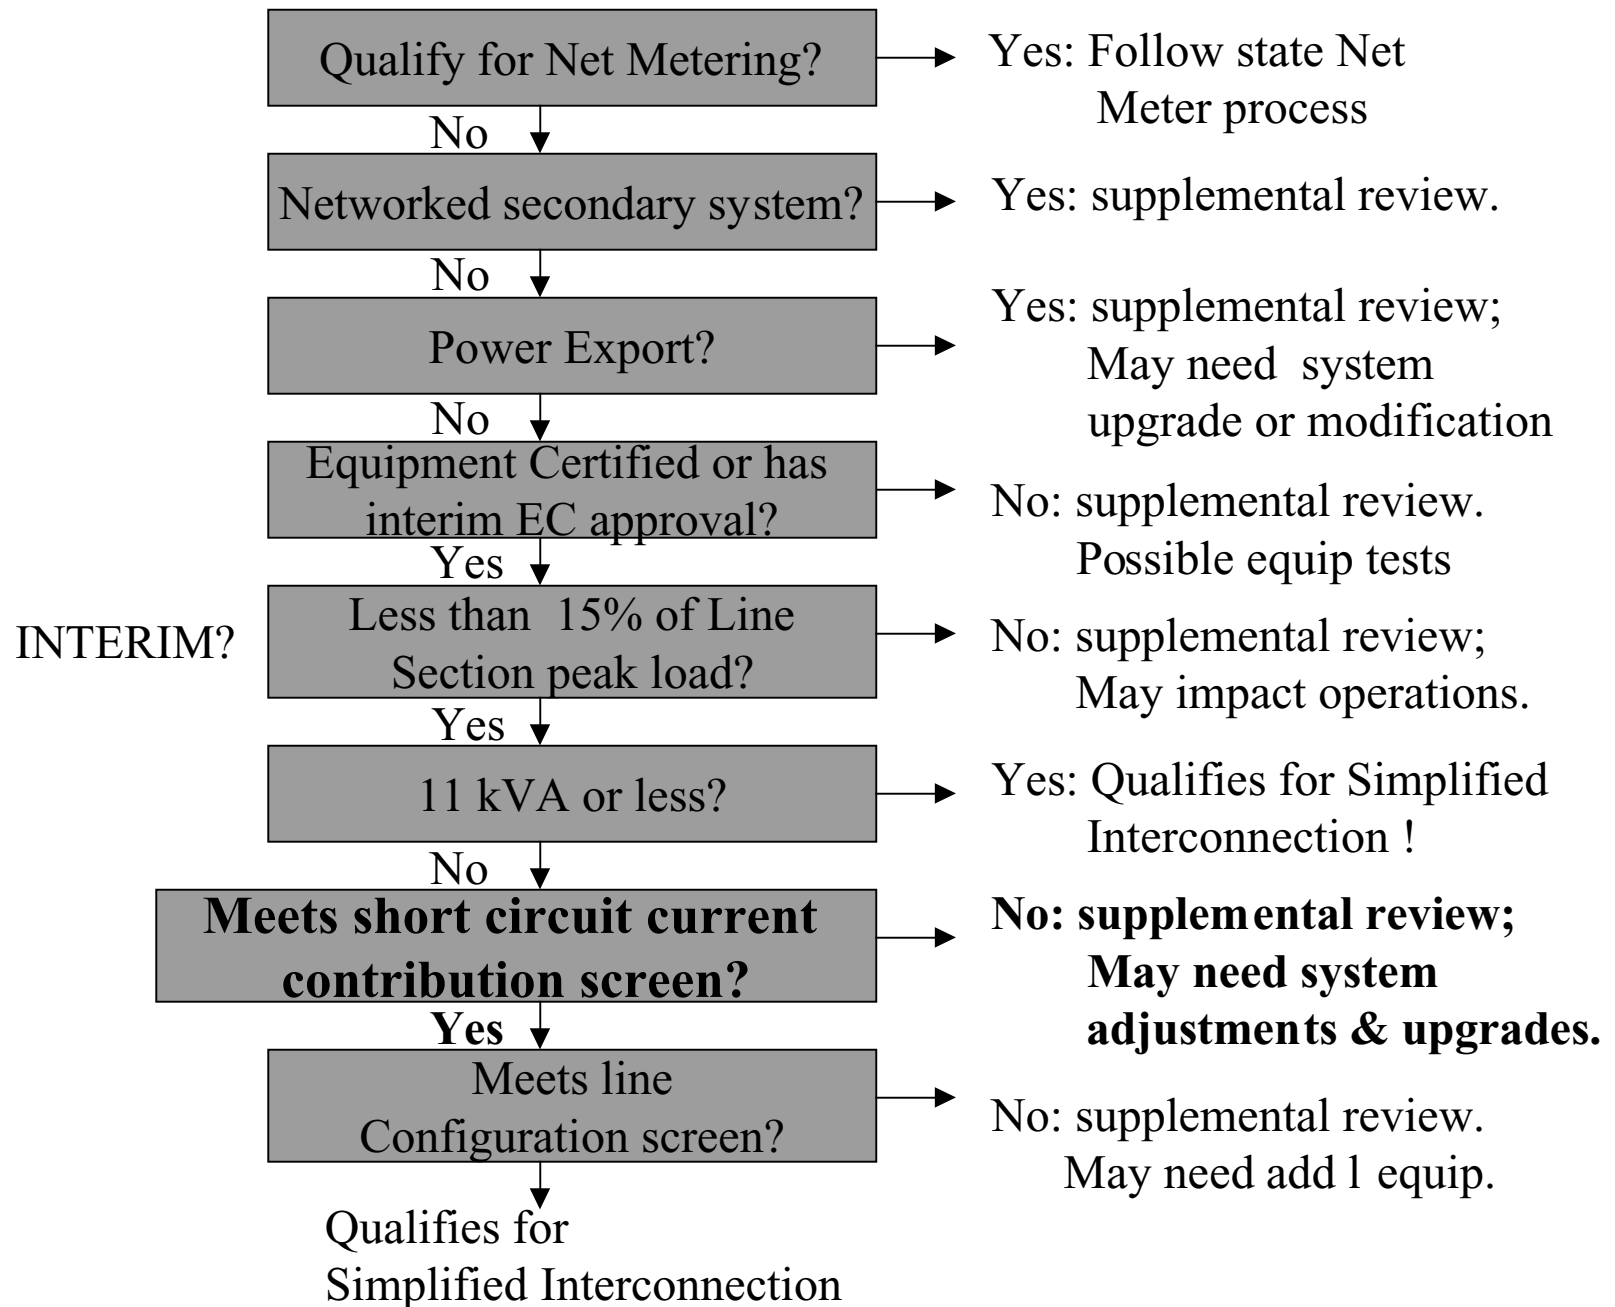 Qualify for Net Metering?
Yes: Follow state Net
Meter process
No
Networked secondary system?
Yes: supplemental review.
No
Power Export?
Yes: supplemental review;
May need system
upgrade or modification
No
Equipment Certified or has
interim EC approval?
No: supplemental review.
Possible equip tests
Yes
INTERIM?
Less than 15% of Line
Section peak load?
No: supplemental review;
May impact operations.
Yes
11 kVA or less?
Yes: Qualifies for Simplified
Interconnection !
No
Meets short circuit current
contribution screen?
No: supplemental review;
May need system
adjustments & upgrades.
Yes
Meets line
Configuration screen?
No: supplemental review.
May need add l equip.
Qualifies for
Simplified Interconnection